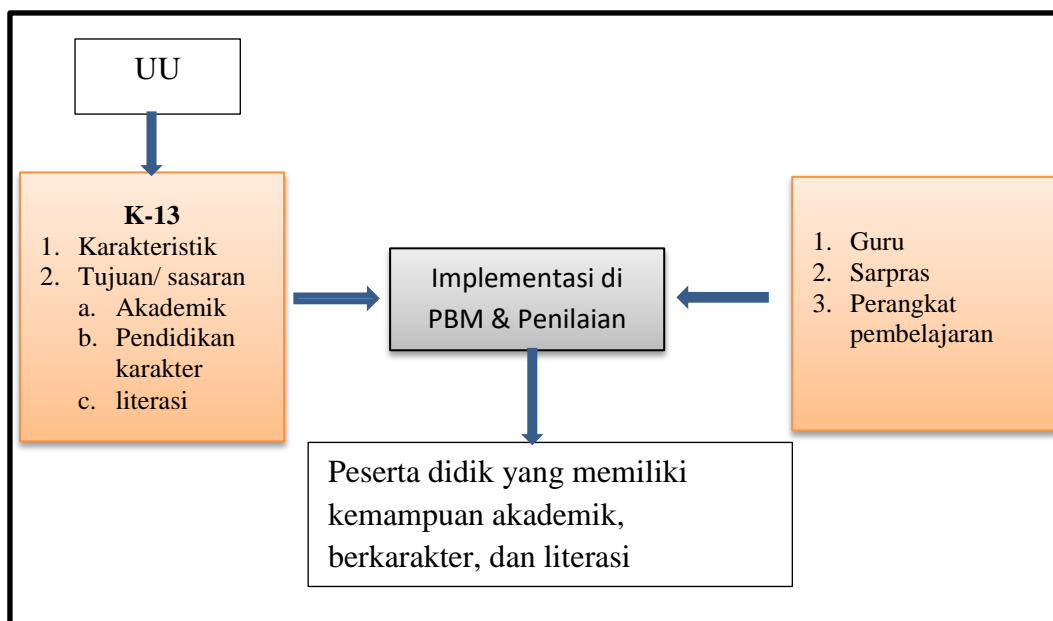 UU
K-13
1. Karakteristik
2. Tujuan/ sasaran
a. Akademik
b. Pendidikan
karakter
c. literasi
Implementasi di
PBM & Penilaian
1. Guru
2. Sarpras
3. Perangkat
pembelajaran
Peserta didik yang memiliki
kemampuan akademik,
berkarakter, dan literasi